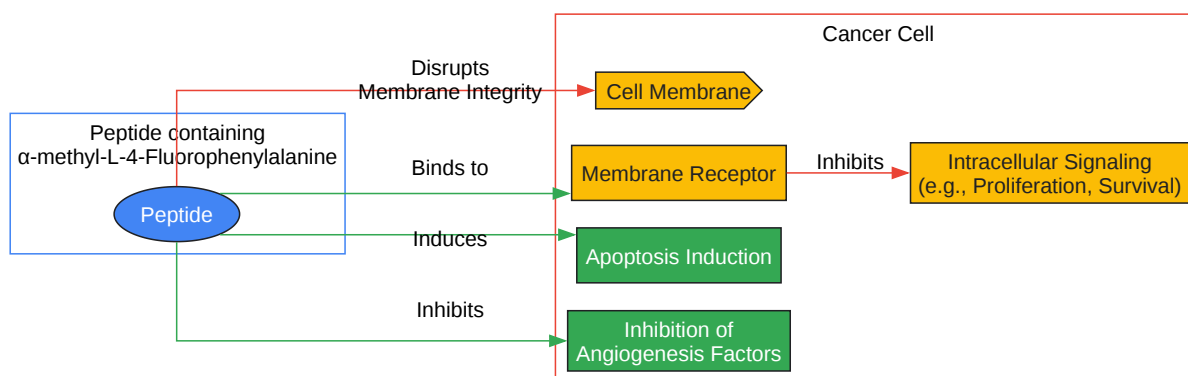 Cancer Cell
Disrupts
Membrane Integrity
Cell Membrane
Peptide containing
α-methyl-L-4-Fluorophenylalanine
Peptide
Binds to
Membrane Receptor
Inhibits
Intracellular Signaling
(e.g., Proliferation, Survival)
Induces
Apoptosis Induction
Inhibits
Inhibition of
Angiogenesis Factors